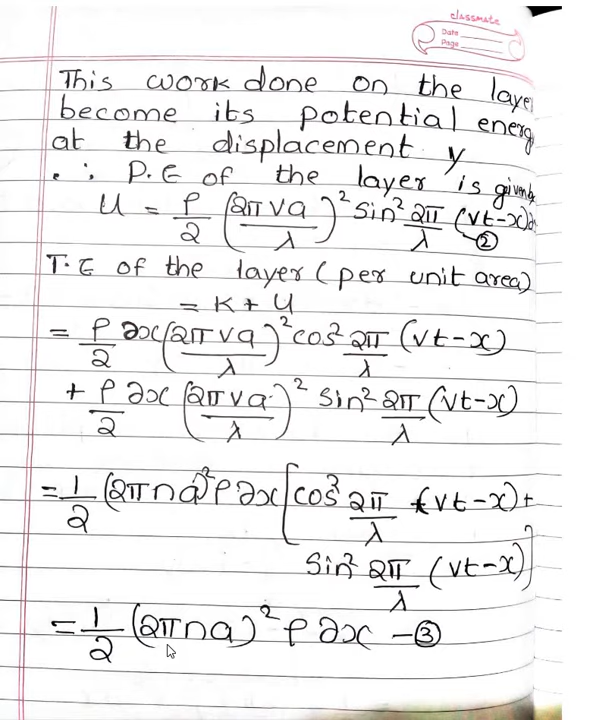 classmate
Date
Page
This work done on the laye
become its potential energ
at the displacement y
∴ P.E of the layer is given by
U = ρ/2 (2πva/λ)² sin² 2π/λ (vt-x)∂x
-②
T.E of the layer (per unit area)
= K + U
= ρ/2 ∂x (2πva/λ)² cos² 2π/λ (vt-x)
+ ρ/2 ∂x (2πva/λ)² sin² 2π/λ (vt-x)
= 1/2 (2πna)² ρ ∂x [cos² 2π/λ (vt-x) +
sin² 2π/λ (vt-x)]
= 1/2 (2πna)² ρ ∂x -③